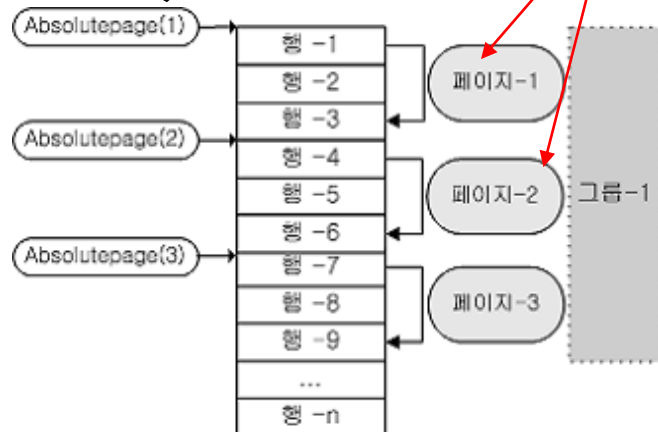 Absolutepage(1)
행 -1
행 -2
행 -3
페이지-1
Absolutepage(2)
행 -4
행 -5
행 -6
페이지-2
그룹-1
Absolutepage(3)
행 -7
행 -8
행 -9
페이지-3
...
행 -n